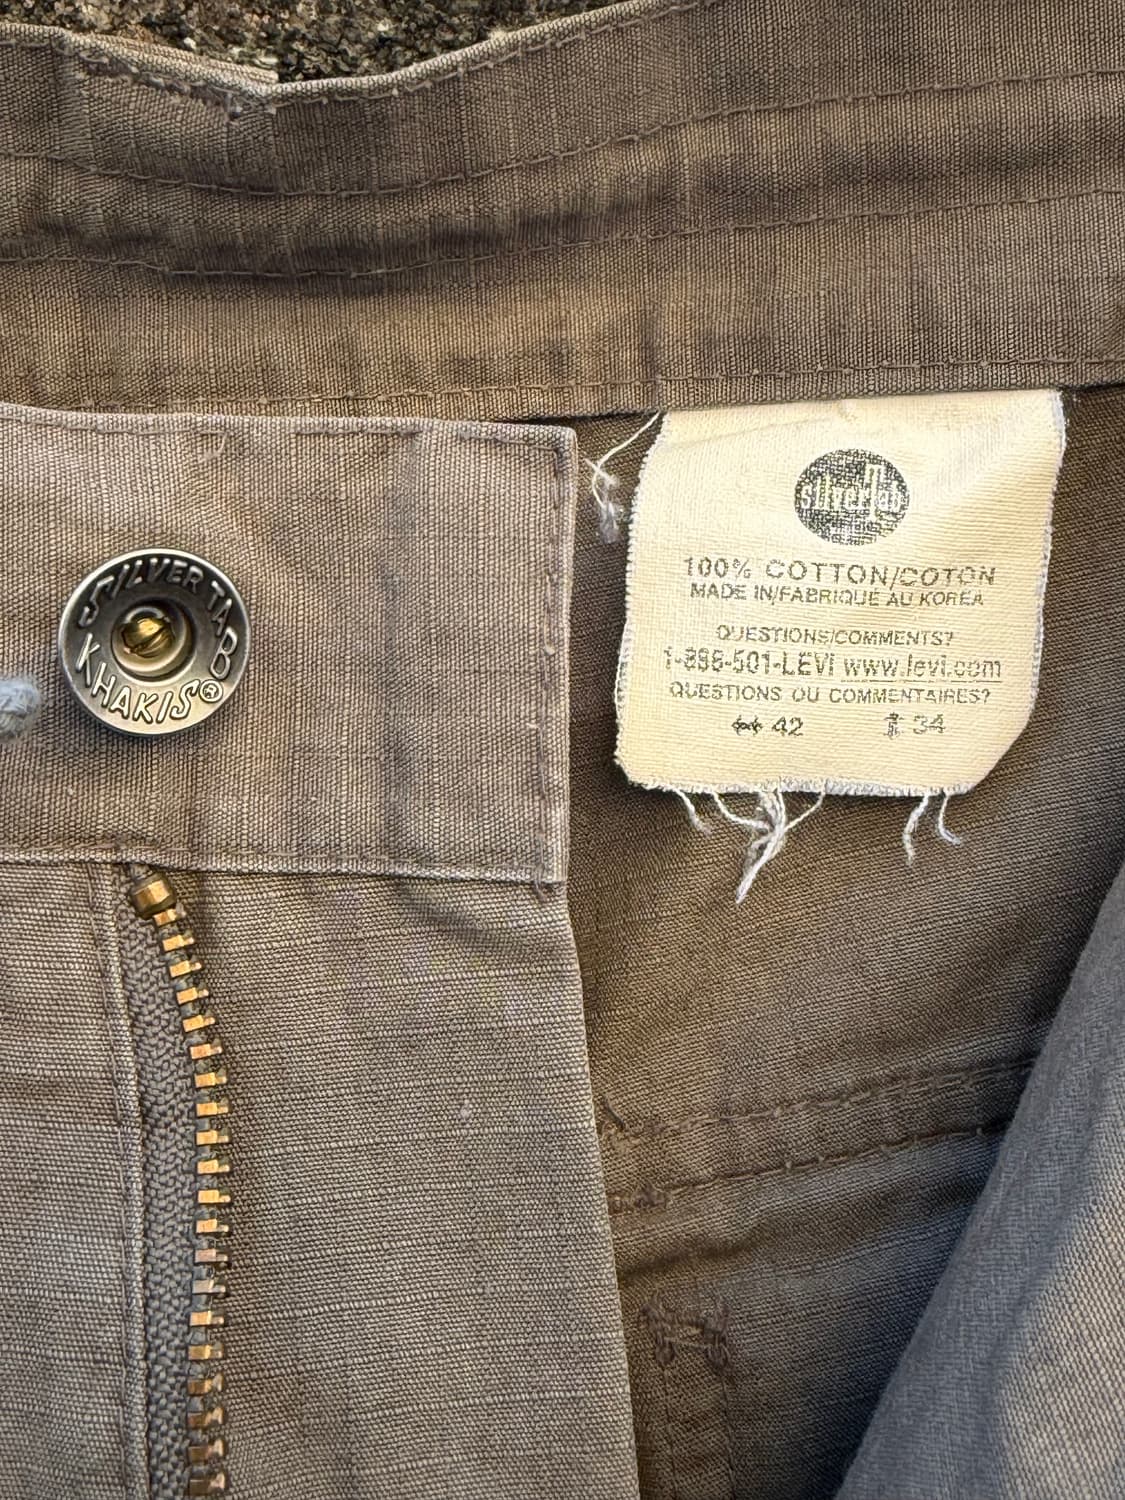 SILVER TAB
KHAKIS®
silvertab
100% COTTON/COTON
MADE IN/FABRIQUÉ AU KOREA
QUESTIONS/COMMENTS?
1-898-501-LEVI www.levi.com
QUESTIONS OU COMMENTAIRES?
42 34